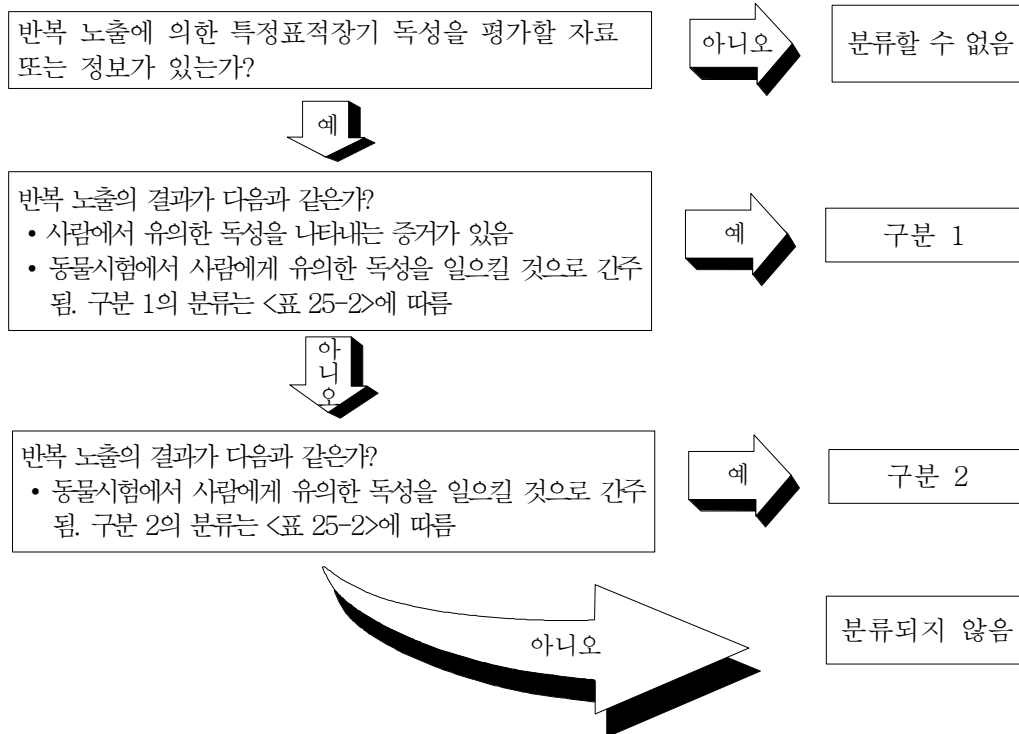 반복 노출에 의한 특정표적장기 독성을 평가할 자료
또는 정보가 있는가?
아니오
분류할 수 없음
예
반복 노출의 결과가 다음과 같은가?
• 사람에서 유의한 독성을 나타내는 증거가 있음
• 동물시험에서 사람에게 유의한 독성을 일으킬 것으로 간주
됨. 구분 1의 분류는 <표 25-2>에 따름
예
구분 1
아
니
오
반복 노출의 결과가 다음과 같은가?
• 동물시험에서 사람에게 유의한 독성을 일으킬 것으로 간주
됨. 구분 2의 분류는 <표 25-2>에 따름
예
구분 2
아니오
분류되지 않음